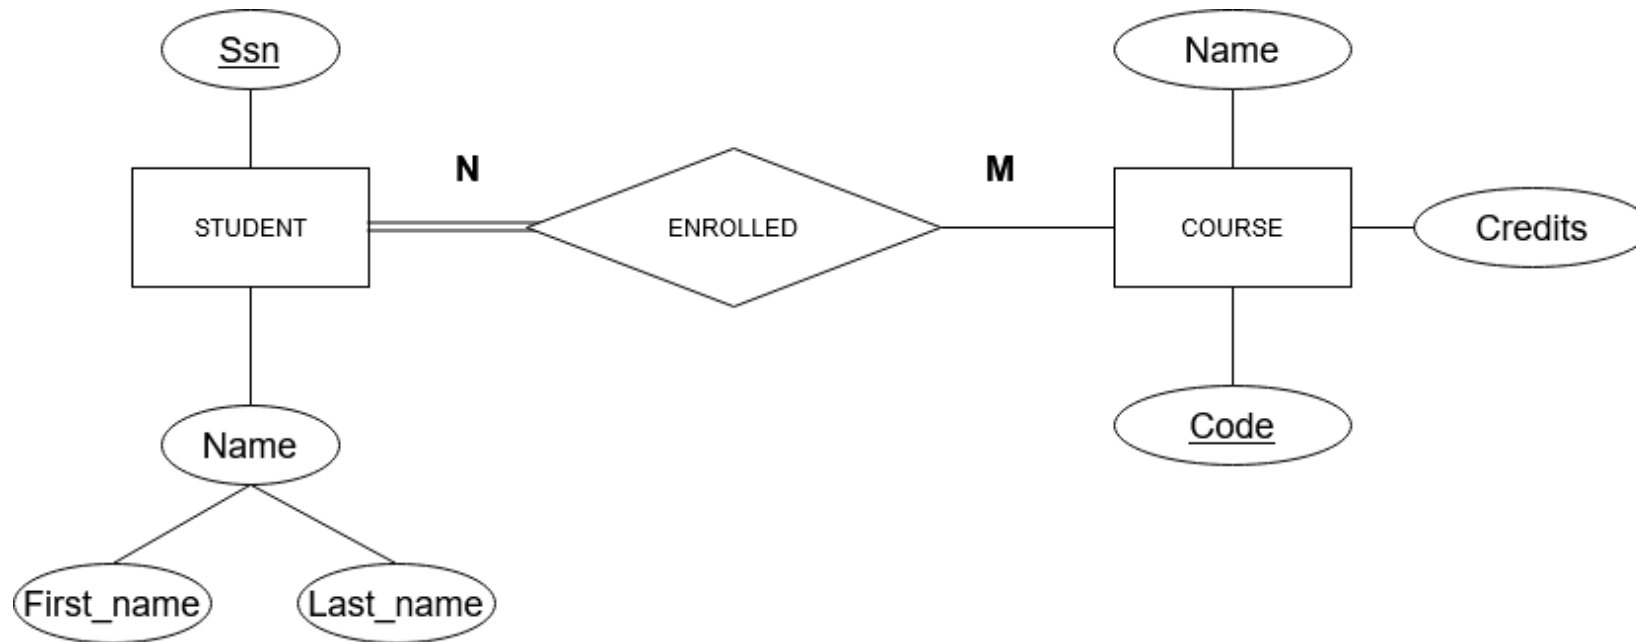 Ssn
Name
N
M
STUDENT
ENROLLED
COURSE
Credits
Name
Code
First_name
Last_name